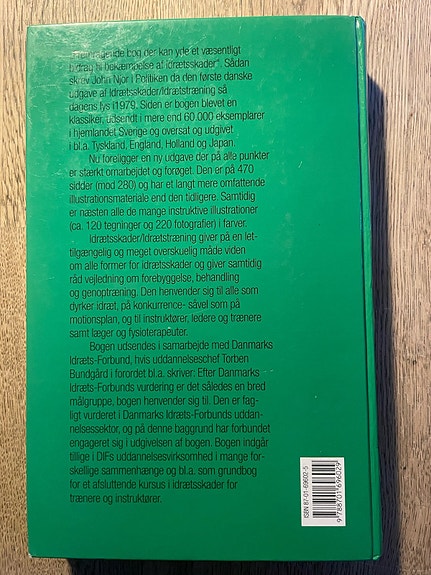 "Fremragende bog der kan yde et væsentligt
bidrag til bekæmpelse af idrætsskader". Sådan
skrev John Njor i Politiken da den første danske
udgave af Idrætsskader/Idrætstræning så
dagens lys i 1979. Siden er bogen blevet en
klassiker, udsendt i mere end 60.000 eksemplarer
i hjemlandet Sverige og oversat og udgivet
i bl.a. Tyskland, England, Holland og Japan.
Nu foreligger en ny udgave der på alle punkter
er stærkt omarbejdet og forøget. Den er på 470
sidder (mod 280) og har et langt mere omfattende
illustrationsmateriale end den tidligere. Samtidig
er næsten alle de mange instruktive illustrationer
(ca. 120 tegninger og 220 fotografier) i farver.
Idrætsskader/Idrætstræning giver på en let-
tilgængelig og meget overskuelig måde viden
om alle former for idrætsskader og giver samtidig
råd vejledning om forebyggelse, behandling
og genoptræning. Den henvender sig til alle som
dyrker idræt, på konkurrence- såvel som på
motionsplan, og til instruktører, ledere og trænere
samt læger og fysioterapeuter.
Bogen udsendes i samarbejde med Danmarks
Idræts-Forbund, hvis uddannelseschef Torben
Bundgård i forordet bl.a. skriver: Efter Danmarks
Idræts-Forbunds vurdering er det således en bred
målgruppe, bogen henvender sig til. Den er fag-
ligt vurderet i Danmarks Idræts-Forbunds uddan-
nelsessektor, og på denne baggrund har forbundet
engageret sig i udgivelsen af bogen. Bogen indgår
tillige i DIFs uddannelsesvirksomhed i mange for-
skellige sammenhænge og bl.a. som grundbog
for et afsluttende kursus i idrætsskader for
trænere og instruktører.
ISBN 87-01-69602-5
9788701696029